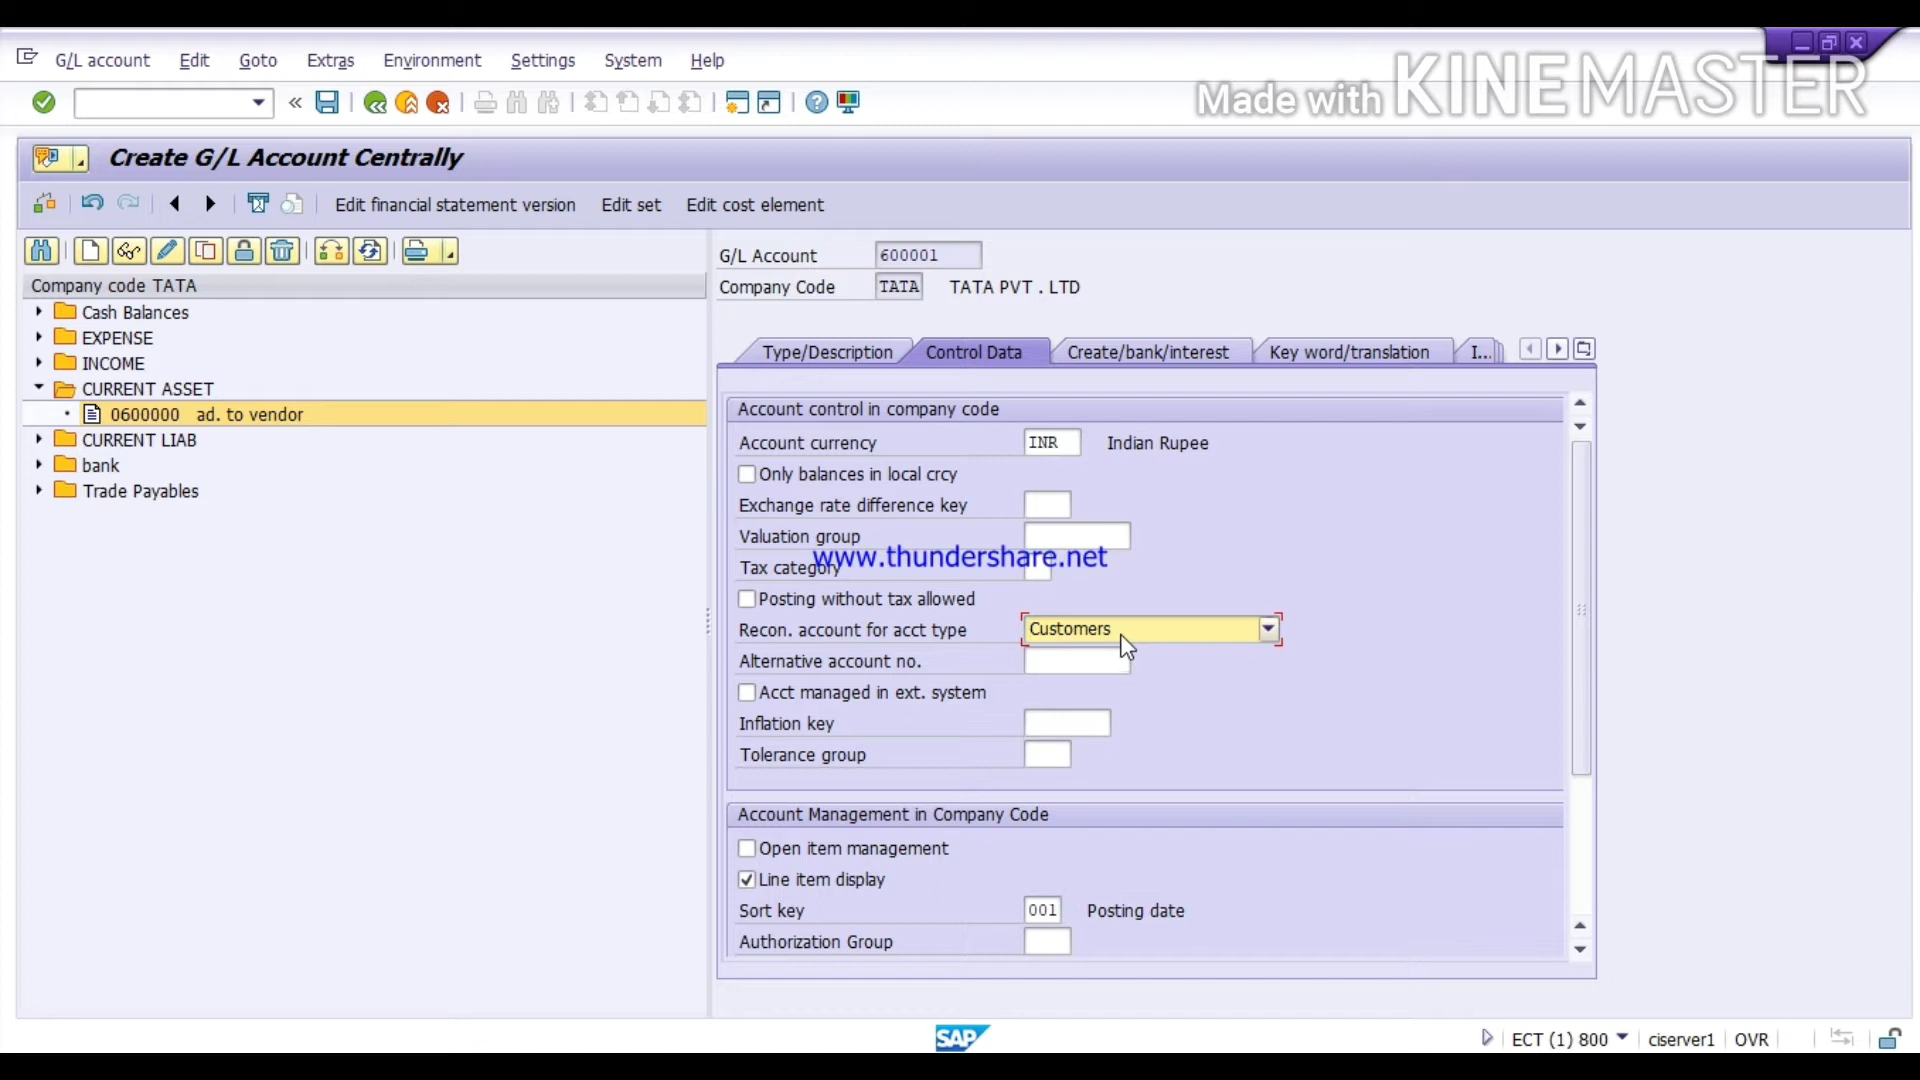 G/L account Edit Goto Extras Environment Settings System Help
Made with KINEMASTER
Create G/L Account Centrally
Edit financial statement version Edit set Edit cost element
Company code TATA
Cash Balances
EXPENSE
INCOME
CURRENT ASSET
0600000 ad. to vendor
CURRENT LIAB
bank
Trade Payables
G/L Account 600001
Company Code TATA TATA PVT . LTD
Type/Description Control Data Create/bank/interest Key word/translation I...
Account control in company code
Account currency INR Indian Rupee
Only balances in local crcy
Exchange rate difference key
Valuation group
www.thundershare.net
Tax category
Posting without tax allowed
Recon. account for acct type Customers
Alternative account no.
Acct managed in ext. system
Inflation key
Tolerance group
Account Management in Company Code
Open item management
Line item display
Sort key 001 Posting date
Authorization Group
SAP ECT (1) 800 ciserver1 OVR